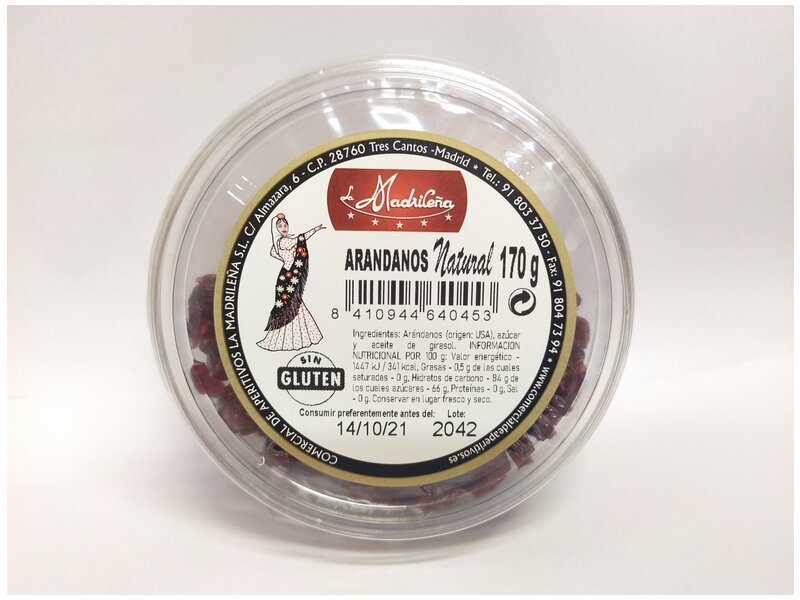 COMERCIAL DE APERITIVOS LA MADRILEÑA S.L. C/ Almazara, 6 - C.P. 28760 Tres Cantos -Madrid * Tel.: 91 803 37 50 - Fax: 91 804 73 94 * www.comercialdeaperitivos.es
La Madrileña
ARANDANOS Natural 170 g
8 410944 640453
Ingredientes: Arándanos (origen: USA), azúcar
y aceite de girasol. INFORMACION
NUTRICIONAL POR 100 g: Valor energético -
1447 kJ / 341 kcal, Grasas - 0,5 g de las cuales
saturadas - 0 g, Hidratos de carbono - 84 g de
los cuales azúcares - 66 g, Proteínas - 0 g, Sal
- 0 g. Conservar en lugar fresco y seco.
SIN
GLUTEN
Consumir preferentemente antes del: Lote:
14/10/21 2042